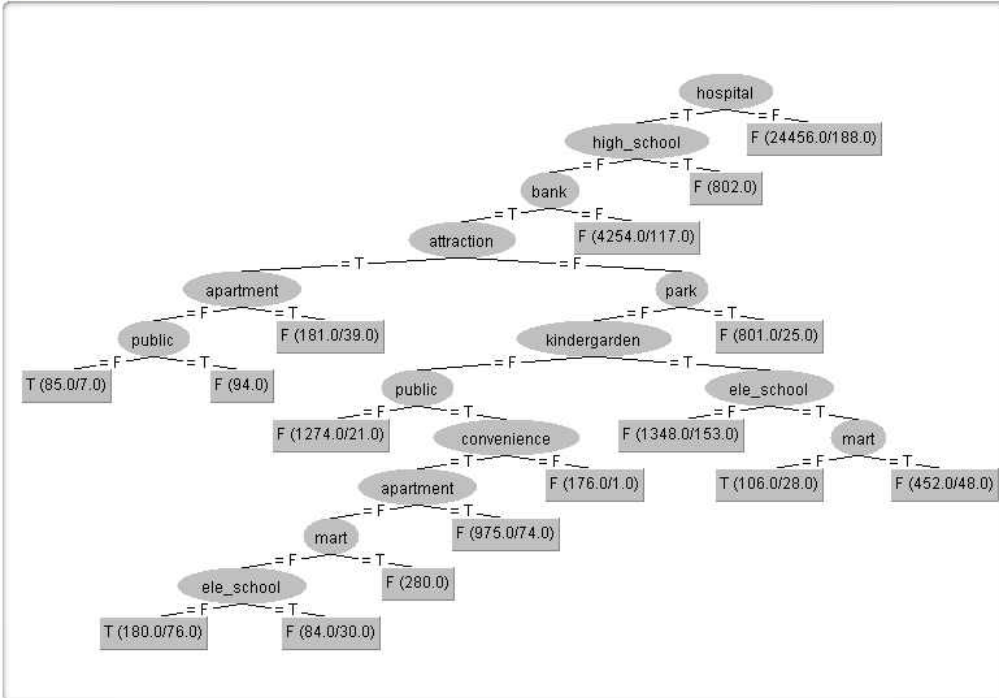 hospital
= T
= F
high_school
F (24456.0/188.0)
= F
= T
bank
F (802.0)
= T
= F
attraction
F (4254.0/117.0)
= T
= F
apartment
park
= F
= T
= F
= T
public
F (181.0/39.0)
kindergarden
F (801.0/25.0)
= F
= T
= F
= T
T (85.0/7.0)
F (94.0)
public
ele_school
= F
= T
= F
= T
F (1274.0/21.0)
convenience
F (1348.0/153.0)
mart
= T
= F
= F
= T
apartment
F (176.0/1.0)
T (106.0/28.0)
F (452.0/48.0)
= F
= T
mart
F (975.0/74.0)
= F
= T
ele_school
F (280.0)
= F
= T
T (180.0/76.0)
F (84.0/30.0)